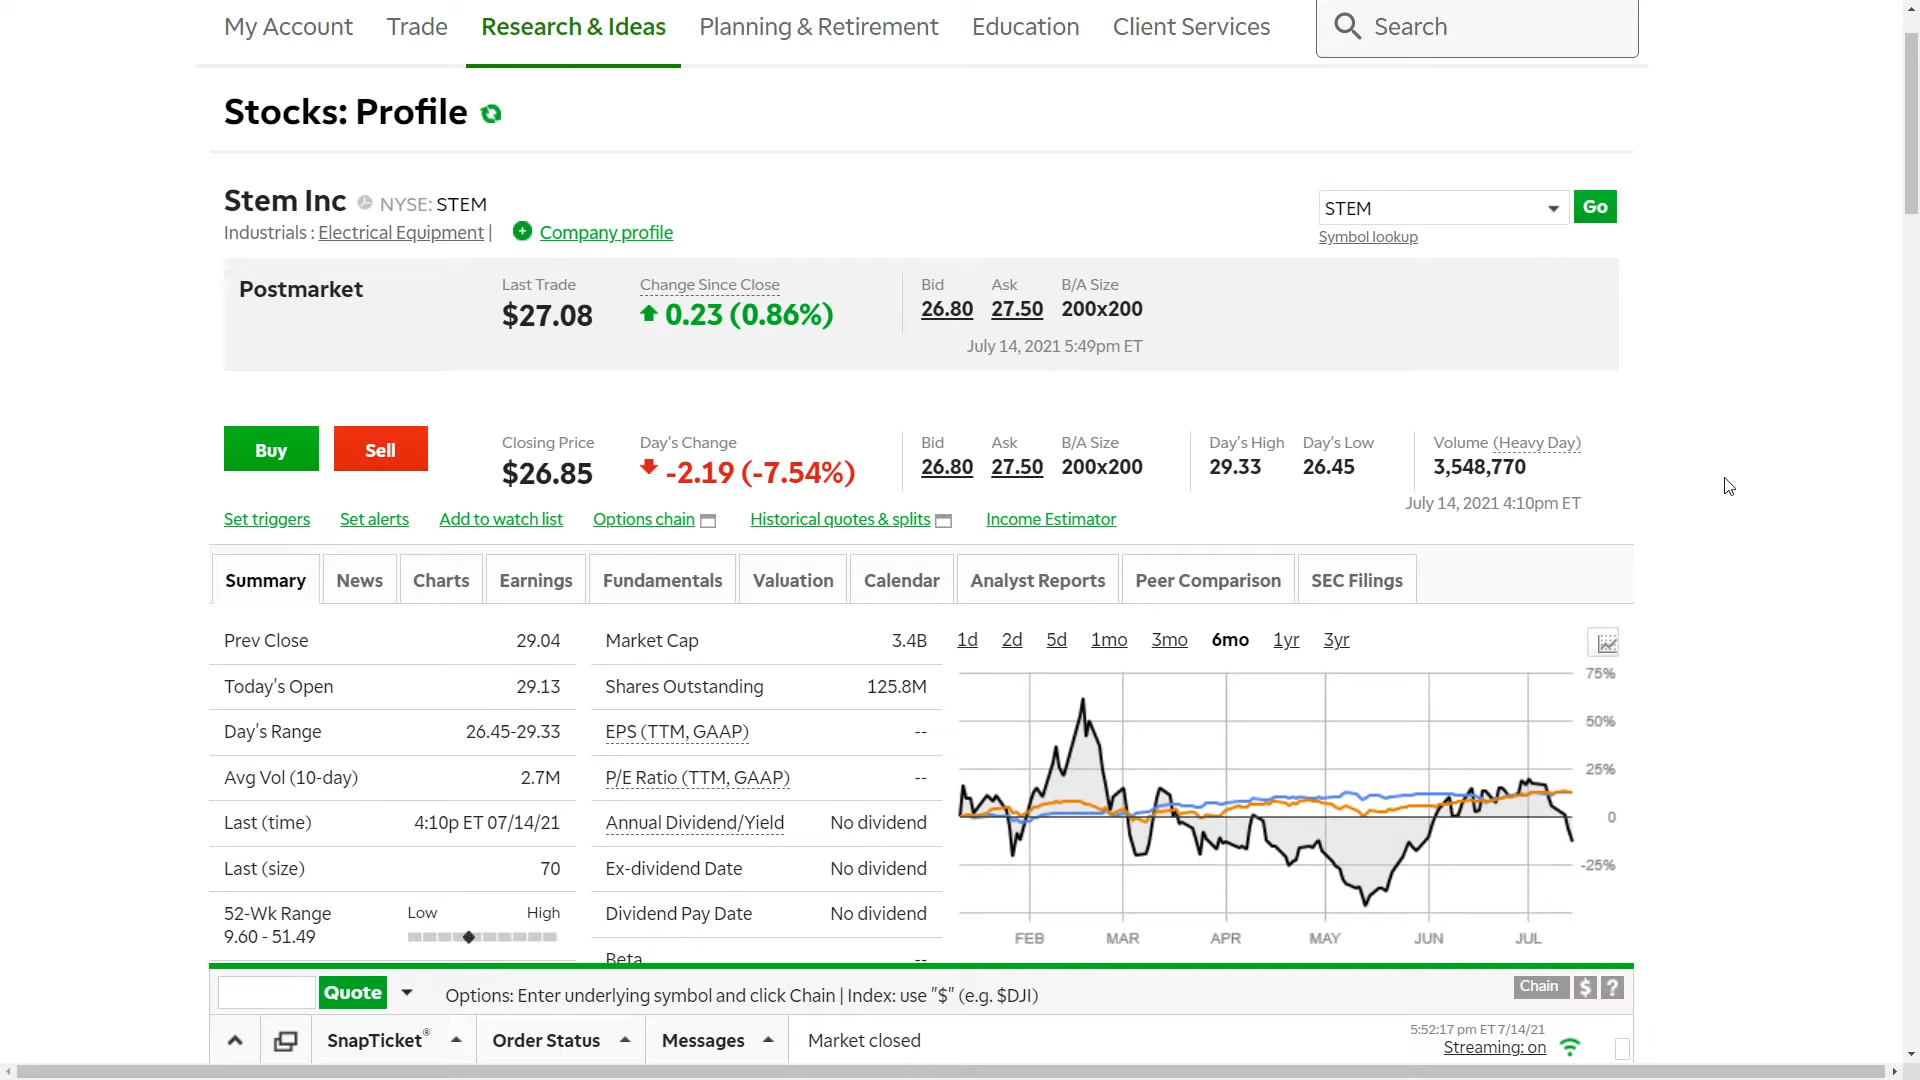 My Account Trade Research & Ideas Planning & Retirement Education Client Services Search
Stocks: Profile
Stem Inc NYSE: STEM
STEM Go
Industrials : Electrical Equipment | Company profile
Symbol lookup
Postmarket
Last Trade Change Since Close Bid Ask B/A Size
$27.08 0.23 (0.86%) 26.80 27.50 200x200
July 14, 2021 5:49pm ET
Buy Sell
Closing Price Day's Change Bid Ask B/A Size Day's High Day's Low Volume (Heavy Day)
$26.85 -2.19 (-7.54%) 26.80 27.50 200x200 29.33 26.45 3,548,770
July 14, 2021 4:10pm ET
Set triggers Set alerts Add to watch list Options chain Historical quotes & splits Income Estimator
Summary News Charts Earnings Fundamentals Valuation Calendar Analyst Reports Peer Comparison SEC Filings
Prev Close 29.04
Today's Open 29.13
Day's Range 26.45-29.33
Avg Vol (10-day) 2.7M
Last (time) 4:10p ET 07/14/21
Last (size) 70
52-Wk Range Low High
9.60 - 51.49
Market Cap 3.4B
Shares Outstanding 125.8M
EPS (TTM, GAAP) --
P/E Ratio (TTM, GAAP) --
Annual Dividend/Yield No dividend
Ex-dividend Date No dividend
Dividend Pay Date No dividend
Beta --
1d 2d 5d 1mo 3mo 6mo 1yr 3yr
75%
50%
25%
0
-25%
FEB MAR APR MAY JUN JUL
Quote Options: Enter underlying symbol and click Chain | Index: use "$" (e.g. $DJI) Chain $ ?
SnapTicket® Order Status Messages Market closed
5:52:17 pm ET 7/14/21
Streaming: on